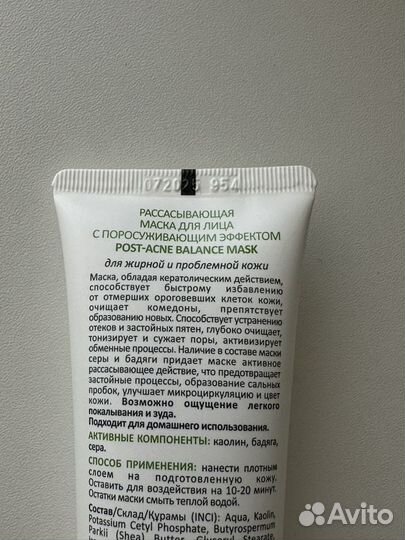 072025 954
РАССАСЫВАЮЩАЯ
МАСКА ДЛЯ ЛИЦА
С ПОРОСУЖИВАЮЩИМ ЭФФЕКТОМ
POST-ACNE BALANCE MASK
для жирной и проблемной кожи
Маска, обладая кератолическим действием,
способствует быстрому избавлению
от отмерших ороговевших клеток кожи,
очищает комедоны, препятствует
образованию новых. Способствует устранению
отеков и застойных пятен, глубоко очищает,
тонизирует и сужает поры, активизирует
обменные процессы. Наличие в составе маски
серы и бадяги придает маске активное
рассасывающее действие, что предотвращает
застойные процессы, образование сальных
пробок, улучшает микроциркуляцию и цвет
кожи. Возможно ощущение легкого
покалывания и зуда.
Подходит для домашнего использования.
АКТИВНЫЕ КОМПОНЕНТЫ: каолин, бадяга,
сера.
СПОСОБ ПРИМЕНЕНИЯ: нанести плотным
слоем на подготовленную кожу.
Оставить для воздействия на 10-20 минут.
Остатки маски смыть теплой водой.
Состав/Склад/Құрамы (INCI): Aqua, Kaolin,
Potassium Cetyl Phosphate, Butyrospermum
Parkii (Shea) Butter, Glyceryl Stearate,
Avito